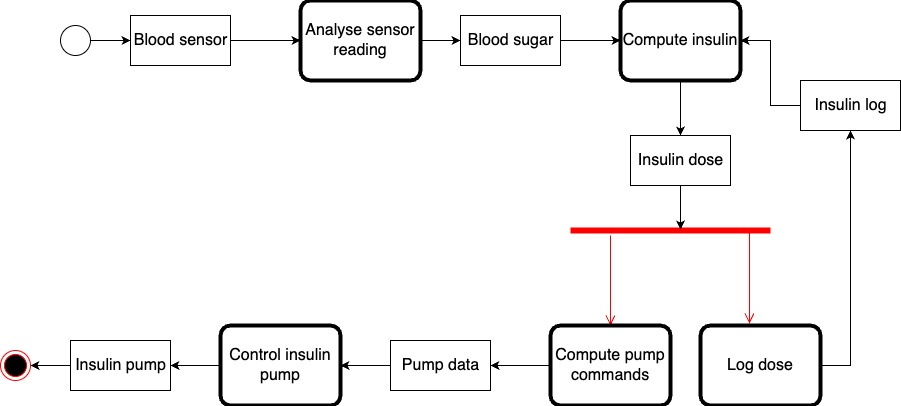 Blood sensor
Analyse sensor
reading
Blood sugar
Compute insulin
Insulin log
Insulin dose
Insulin pump
Control insulin
pump
Pump data
Compute pump
commands
Log dose